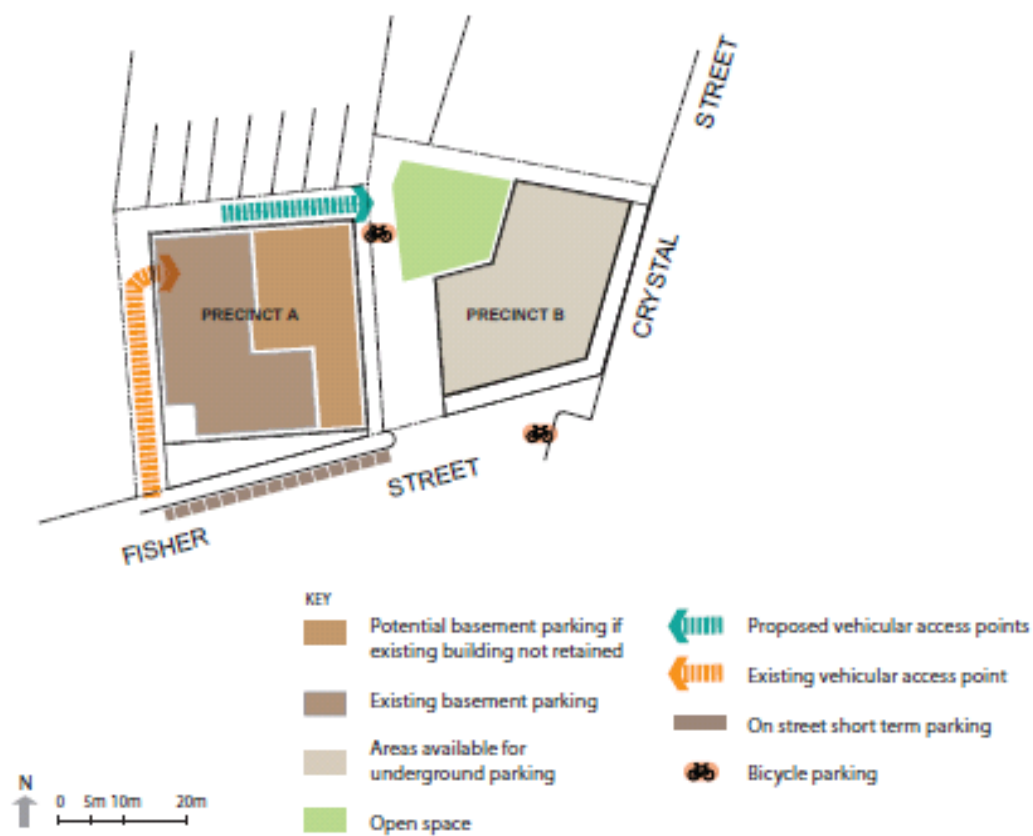 STREET
CRYSTAL
PRECINCT A
PRECINCT B
STREET
FISHER
KEY
Potential basement parking if
existing building not retained
Existing basement parking
Areas available for
underground parking
Open space
Proposed vehicular access points
Existing vehicular access point
On street short term parking
Bicycle parking
N
0 5m 10m 20m